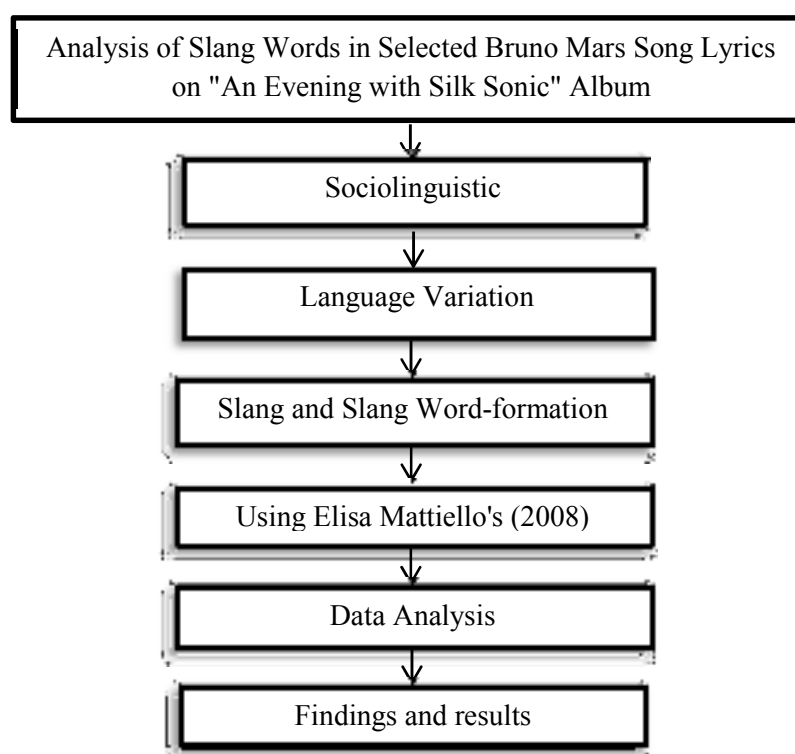 Analysis of Slang Words in Selected Bruno Mars Song Lyrics
on "An Evening with Silk Sonic" Album
Sociolinguistic
Language Variation
Slang and Slang Word-formation
Using Elisa Mattiello's (2008)
Data Analysis
Findings and results